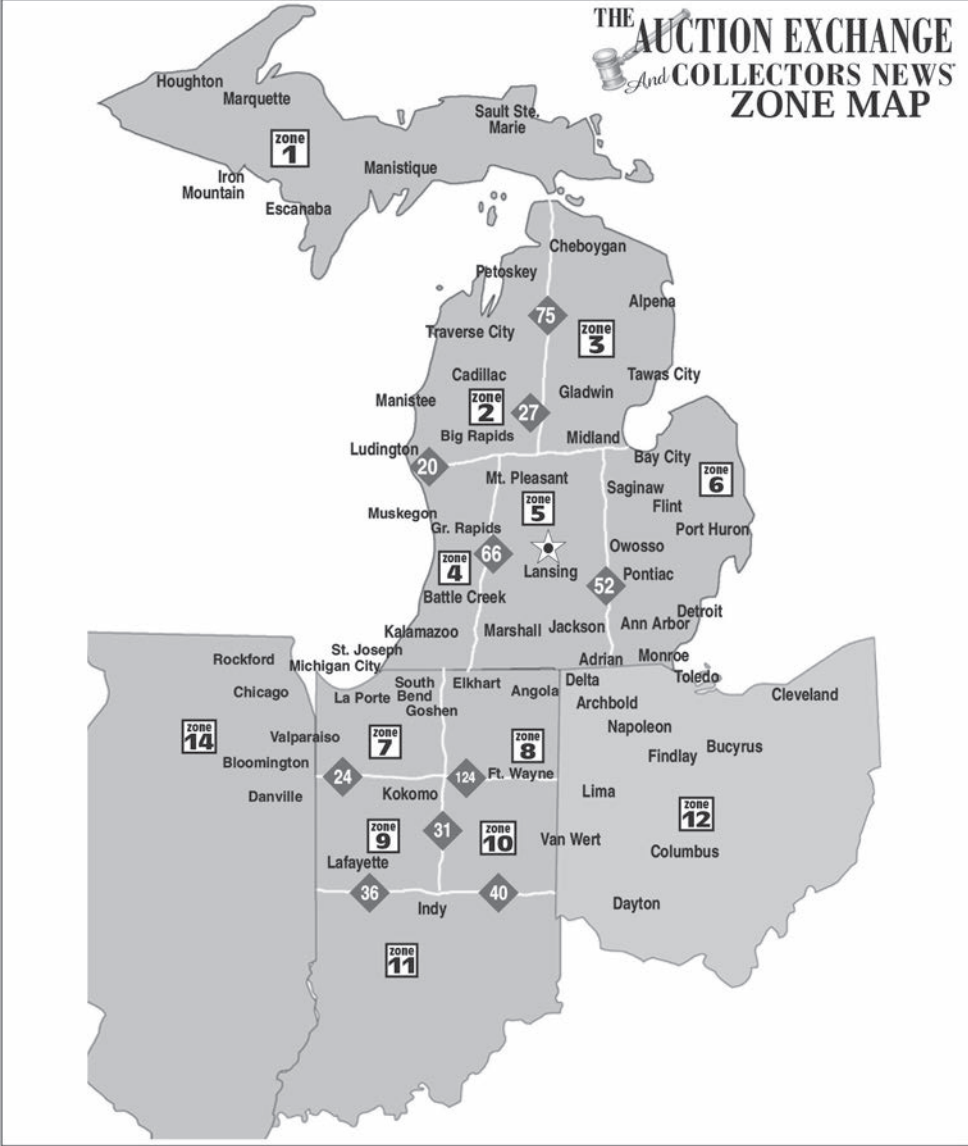 THE
AUCTION EXCHANGE
And COLLECTORS NEWS
ZONE MAP
Houghton
Marquette
Sault Ste.
Marie
zone
1
Manistique
Iron
Mountain
Escanaba
Cheboygan
Petoskey
Alpena
75
Traverse City
zone
3
Cadillac
Tawas City
Manistee
zone
2
27
Gladwin
Big Rapids
Midland
Ludington
20
Bay City
Mt. Pleasant
zone
6
Saginaw
zone
5
Flint
Muskegon
Gr. Rapids
Port Huron
66
Owosso
zone
4
Lansing
52
Pontiac
Battle Creek
Detroit
Kalamazoo
Marshall
Jackson
Ann Arbor
St. Joseph
Michigan City
Adrian
Monroe
Rockford
Toledo
Chicago
La Porte
South
Bend
Goshen
Elkhart
Angola
Delta
Archbold
Cleveland
Napoleon
zone
14
Valparaiso
zone
7
zone
8
Findlay
Bucyrus
Bloomington
24
124
Ft. Wayne
Danville
Kokomo
Lima
zone
12
zone
9
31
zone
10
Van Wert
Columbus
Lafayette
36
40
Indy
Dayton
zone
11